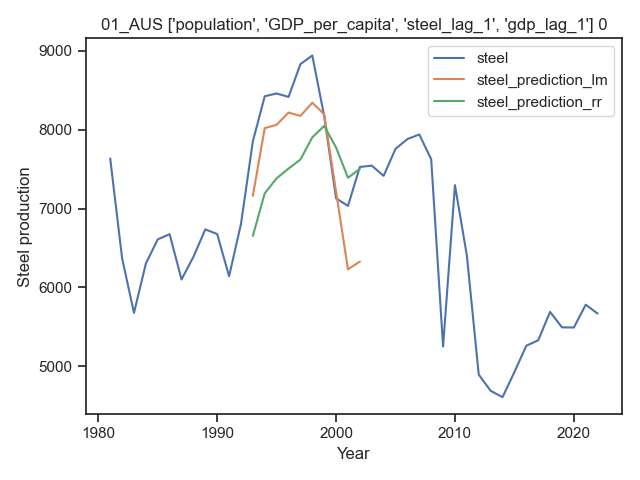 01_AUS ['population', 'GDP_per_capita', 'steel_lag_1', 'gdp_lag_1'] 0
steel
steel_prediction_lm
steel_prediction_rr
Steel production
9000
8000
7000
6000
5000
1980
1990
2000
2010
2020
Year